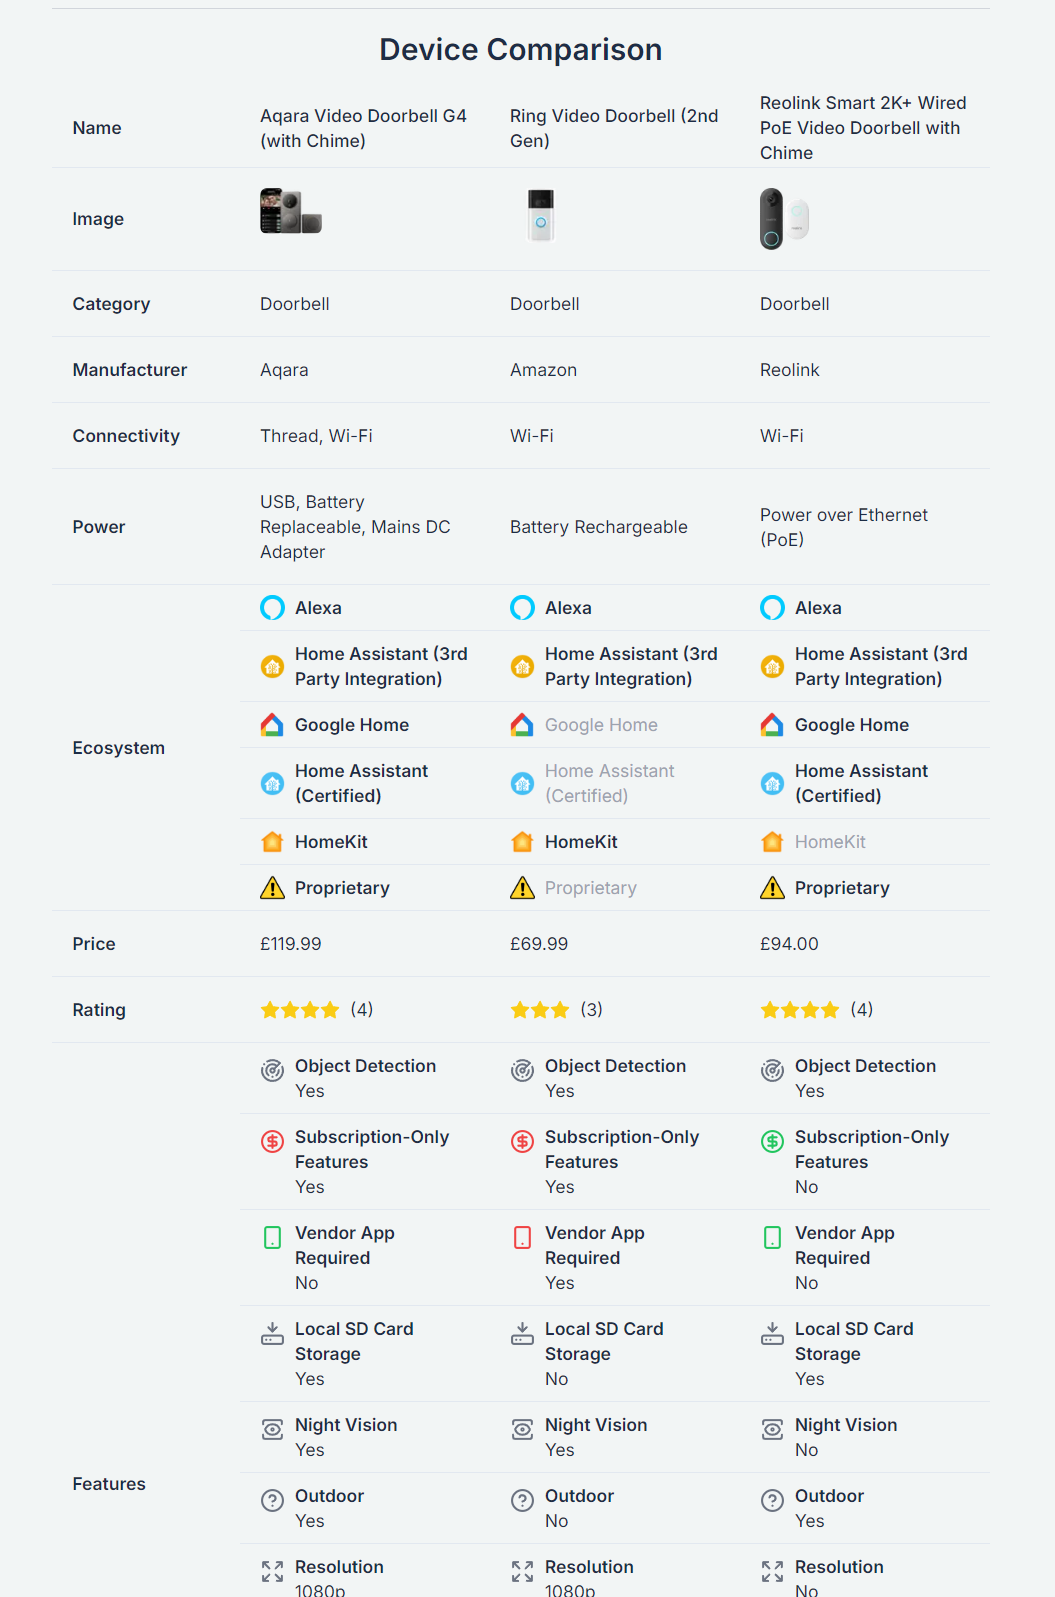 Device Comparison
Name
Aqara Video Doorbell G4
(with Chime)
Ring Video Doorbell (2nd
Gen)
Reolink Smart 2K+ Wired
PoE Video Doorbell with
Chime
Image
Category
Doorbell
Doorbell
Doorbell
Manufacturer
Aqara
Amazon
Reolink
Connectivity
Thread, Wi-Fi
Wi-Fi
Wi-Fi
Power
USB, Battery
Replaceable, Mains DC
Adapter
Battery Rechargeable
Power over Ethernet
(PoE)
Ecosystem
Alexa
Alexa
Alexa
Home Assistant (3rd
Party Integration)
Home Assistant (3rd
Party Integration)
Home Assistant (3rd
Party Integration)
Google Home
Google Home
Google Home
Home Assistant
(Certified)
Home Assistant
(Certified)
Home Assistant
(Certified)
HomeKit
HomeKit
HomeKit
Proprietary
Proprietary
Proprietary
Price
£119.99
£69.99
£94.00
Rating
(4)
(3)
(4)
Features
Object Detection
Yes
Object Detection
Yes
Object Detection
Yes
Subscription-Only
Features
Yes
Subscription-Only
Features
Yes
Subscription-Only
Features
No
Vendor App
Required
No
Vendor App
Required
Yes
Vendor App
Required
No
Local SD Card
Storage
Yes
Local SD Card
Storage
No
Local SD Card
Storage
Yes
Night Vision
Yes
Night Vision
Yes
Night Vision
No
Outdoor
Yes
Outdoor
No
Outdoor
Yes
Resolution
1080p
Resolution
1080p
Resolution
No